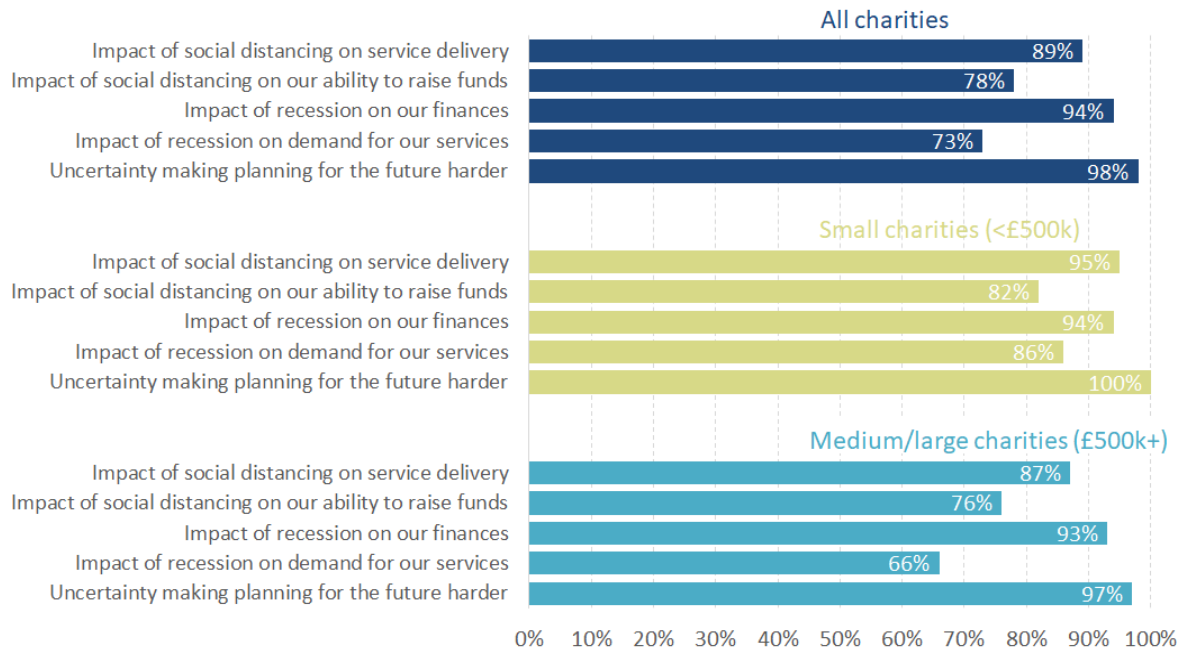 All charities
Impact of social distancing on service delivery 89%
Impact of social distancing on our ability to raise funds 78%
Impact of recession on our finances 94%
Impact of recession on demand for our services 73%
Uncertainty making planning for the future harder 98%
Small charities (<£500k)
Impact of social distancing on service delivery 95%
Impact of social distancing on our ability to raise funds 82%
Impact of recession on our finances 94%
Impact of recession on demand for our services 86%
Uncertainty making planning for the future harder 100%
Medium/large charities (£500k+)
Impact of social distancing on service delivery 87%
Impact of social distancing on our ability to raise funds 76%
Impact of recession on our finances 93%
Impact of recession on demand for our services 66%
Uncertainty making planning for the future harder 97%
0% 10% 20% 30% 40% 50% 60% 70% 80% 90% 100%